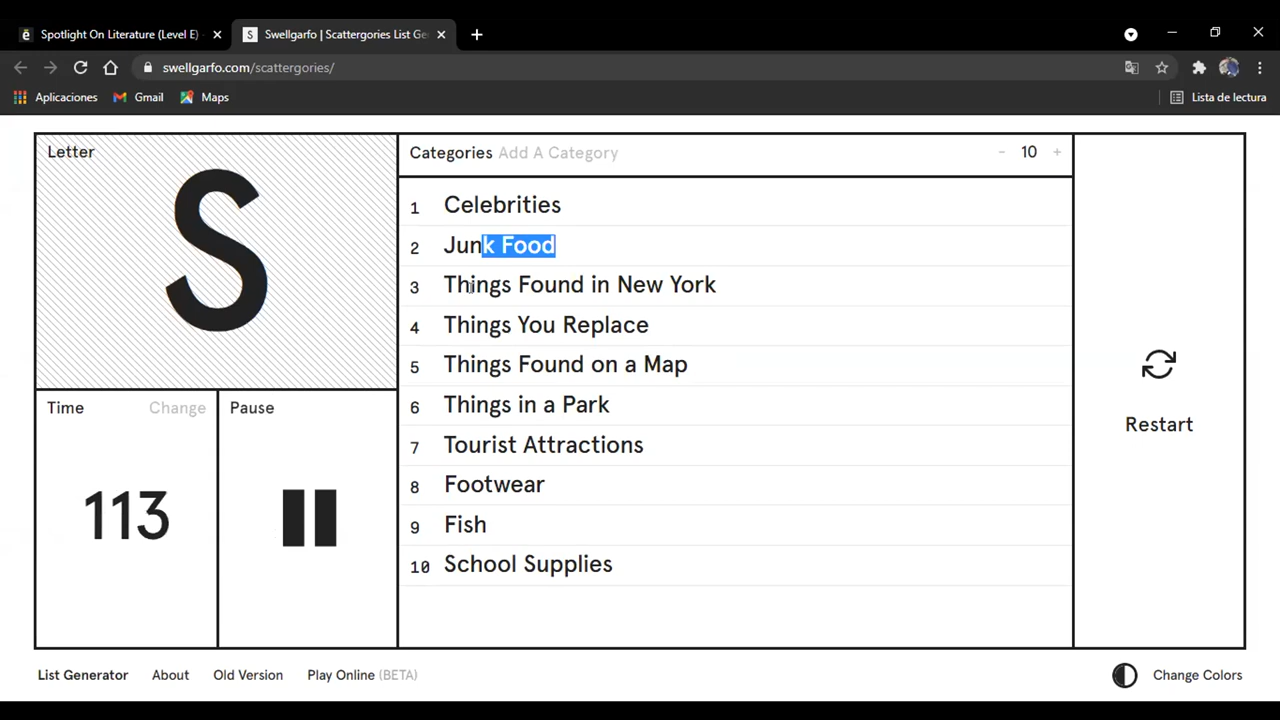 Spotlight On Literature (Level E)
Swellgarfo | Scattergories List Ge
swellgarfo.com/scattergories/
Aplicaciones Gmail Maps Lista de lectura
Letter
S
Time Change
113
Pause
Categories Add A Category - 10 +
1 Celebrities
2 Junk Food
3 Things Found in New York
4 Things You Replace
5 Things Found on a Map
6 Things in a Park
7 Tourist Attractions
8 Footwear
9 Fish
10 School Supplies
Restart
List Generator About Old Version Play Online (BETA) Change Colors